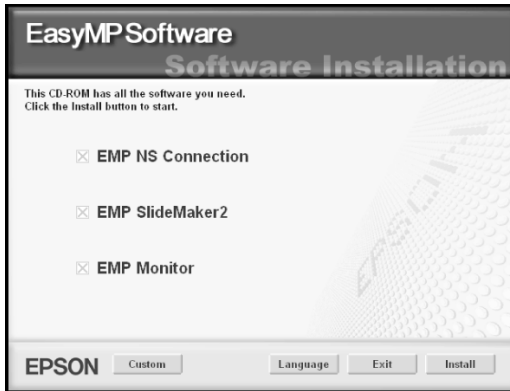 EasyMP Software
Software Installation
This CD-ROM has all the software you need.
Click the Install button to start.
EMP NS Connection
EMP SlideMaker2
EMP Monitor
EPSON
EPSON
Custom
Language
Exit
Install